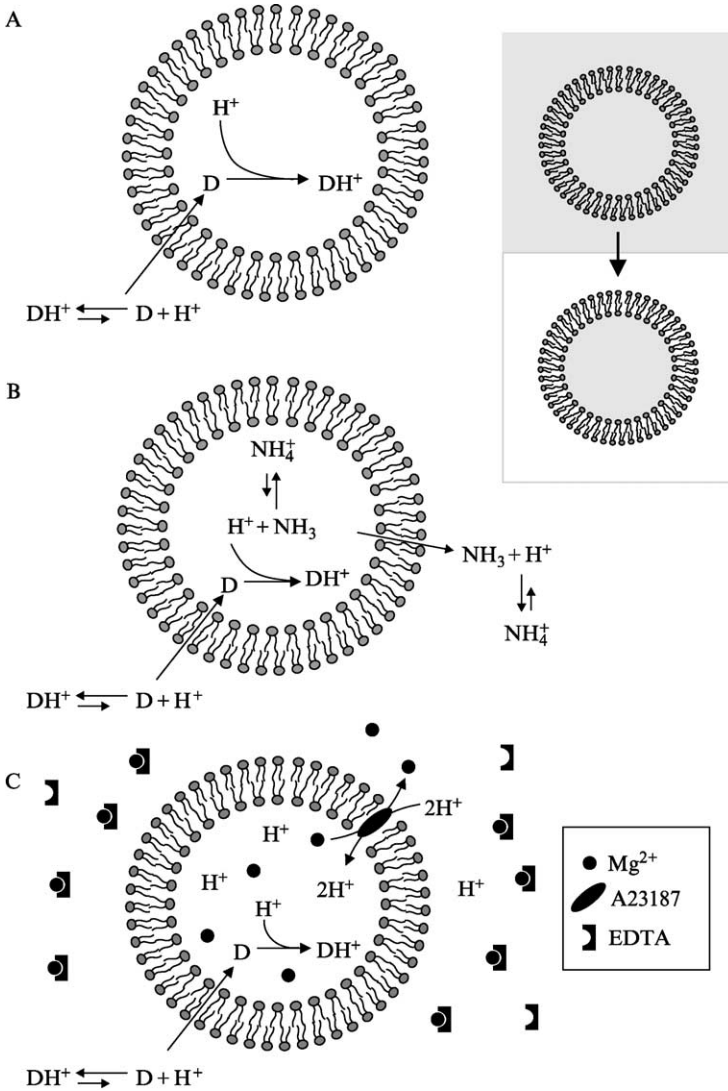 A
H⁺
D → DH⁺
DH⁺ ⇌ D + H⁺
B
NH₄⁺
H⁺ + NH₃
NH₃ + H⁺
D → DH⁺
NH₄⁺
DH⁺ ⇌ D + H⁺
C
2H⁺
H⁺
Mg²⁺
H⁺
2H⁺
H⁺
A23187
H⁺
EDTA
D → DH⁺
DH⁺ ⇌ D + H⁺